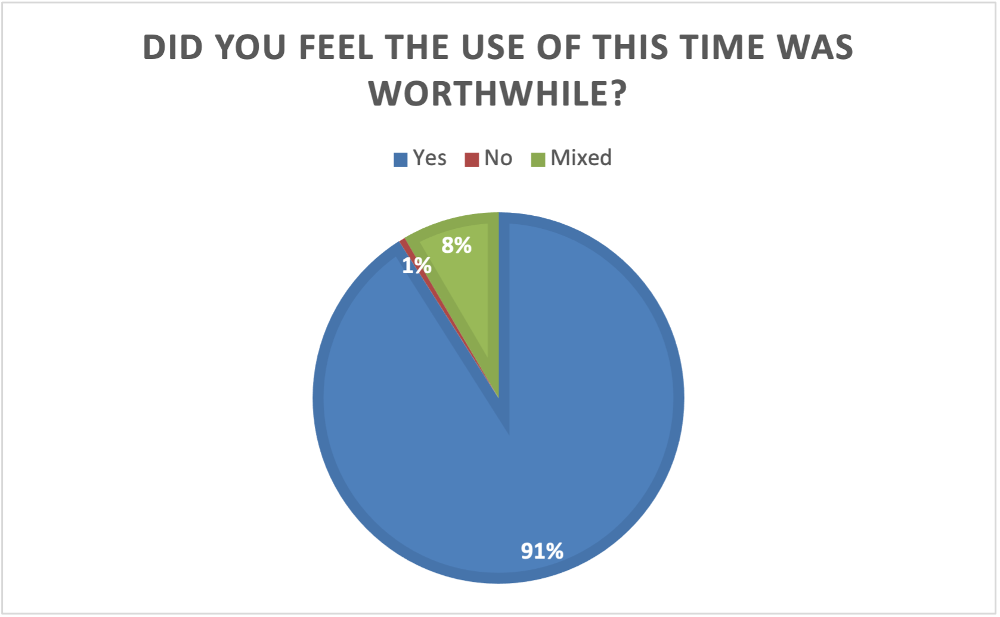 DID YOU FEEL THE USE OF THIS TIME WAS
WORTHWHILE?
Yes No Mixed
8%
1%
91%